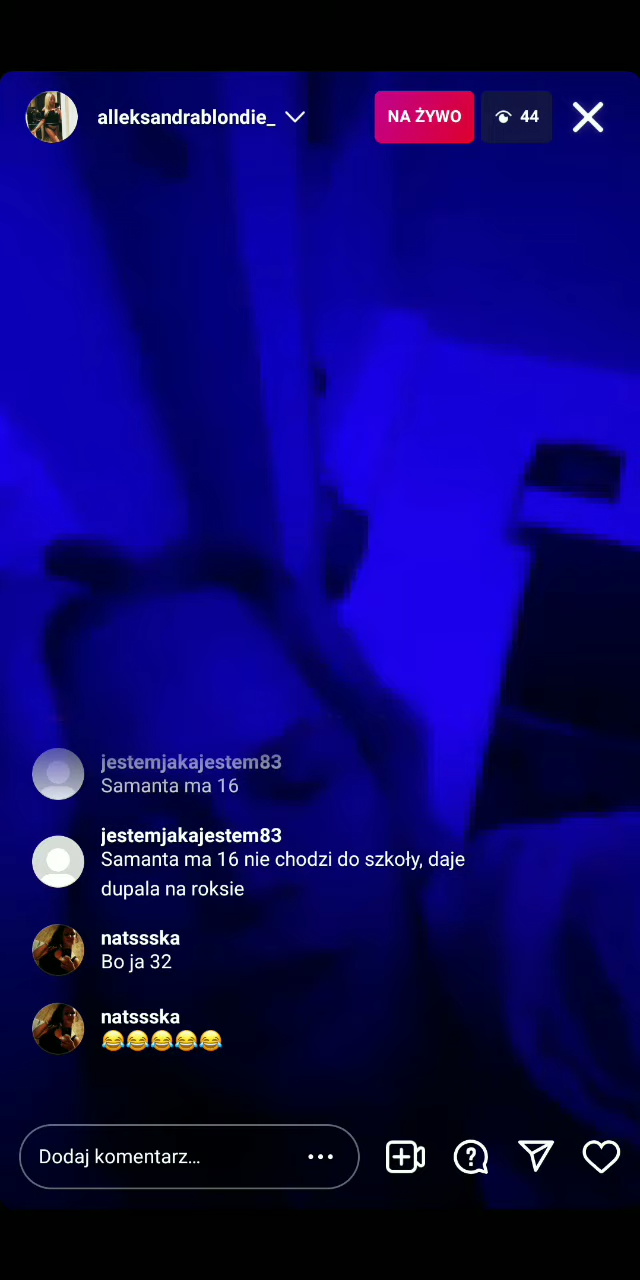 alleksandrablondie_
NA ŻYWO
44
jestemjakajestem83
Samanta ma 16
jestemjakajestem83
Samanta ma 16 nie chodzi do szkoły, daje
dupala na roksie
natssska
Bo ja 32
natssska
😂😂😂😂😂
Dodaj komentarz...